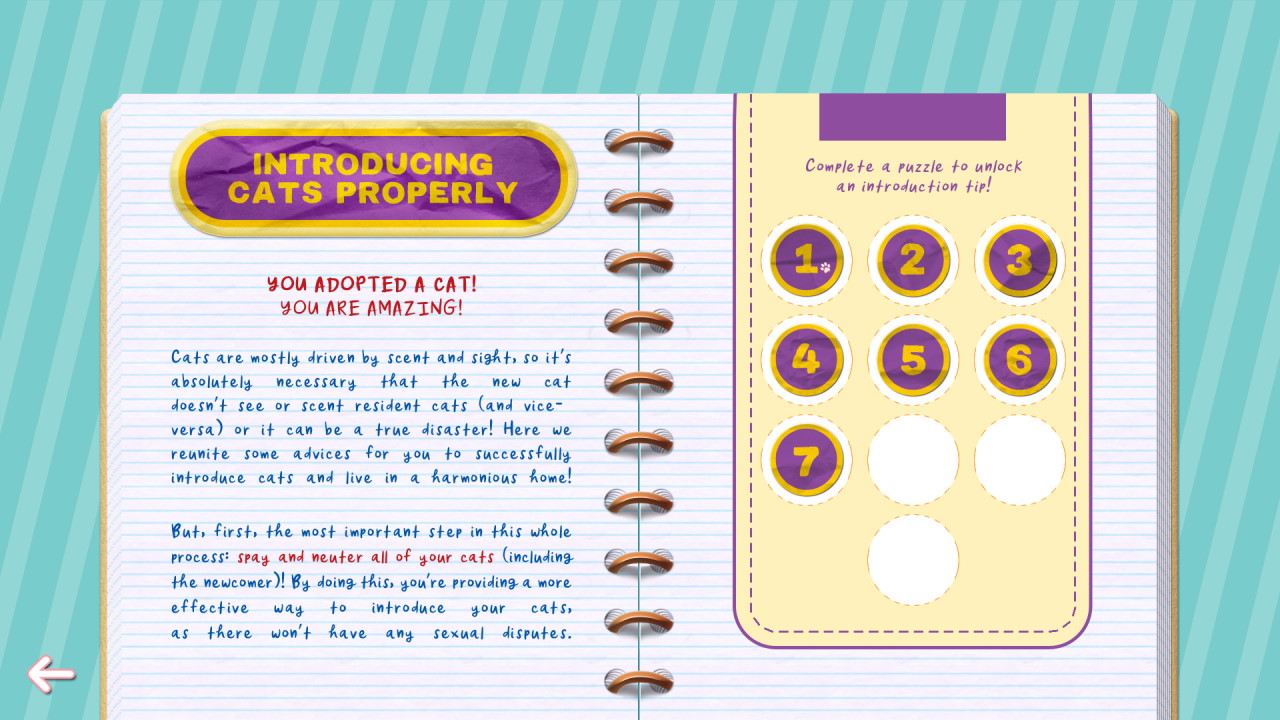 INTRODUCING
CATS PROPERLY
YOU ADOPTED A CAT!
YOU ARE AMAZING!
Cats are mostly driven by scent and sight, so it's
absolutely necessary that the new cat
doesn't see or scent resident cats (and vice-
versa) or it can be a true disaster! Here we
reunite some advices for you to successfully
introduce cats and live in a harmonious home!
But, first, the most important step in this whole
process: spay and neuter all of your cats (including
the newcomer)! By doing this, you're providing a more
effective way to introduce your cats,
as there won't have any sexual disputes.
Complete a puzzle to unlock
an introduction tip!
1 2 3
4 5 6
7